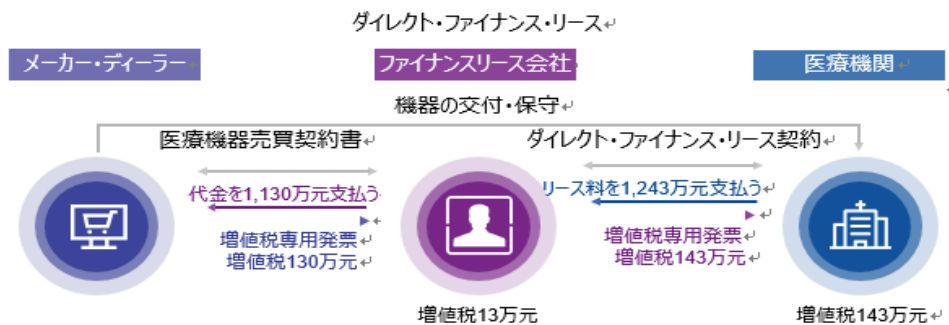 ダイレクト・ファイナンス・リース
メーカー・ディーラー
ファイナンスリース会社
医療機関
機器の交付・保守
医療機器売買契約書
ダイレクト・ファイナンス・リース契約
代金を1,130万元支払う
リース料を1,243万元支払う
増値税専用発票
増値税130万元
増値税専用発票
増値税143万元
増値税13万元
増値税143万元